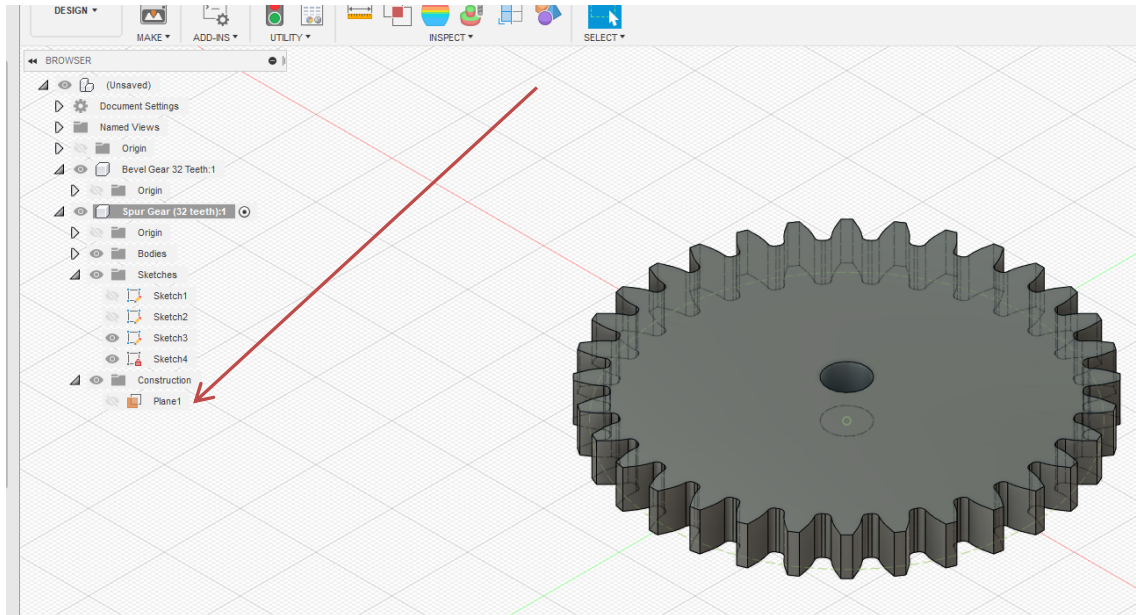 DESIGN
MAKE ADD-INS UTILITY INSPECT SELECT
BROWSER
(Unsaved)
Document Settings
Named Views
Origin
Bevel Gear 32 Teeth:1
Origin
Spur Gear (32 teeth):1
Origin
Bodies
Sketches
Sketch1
Sketch2
Sketch3
Sketch4
Construction
Plane1